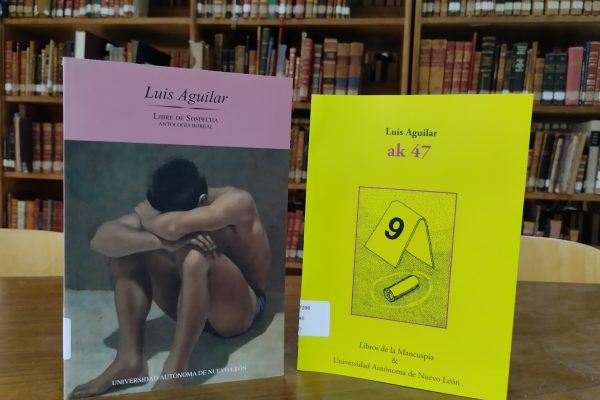 Luis Aguilar
LIBRE DE SOSPECHA
ANTOLOGÍA BOREAL
UNIVERSIDAD AUTÓNOMA DE NUEVO LEÓN
Luis Aguilar
ak 47
9
Libros de la Mancuspia
&
Universidad Autónoma de Nuevo León